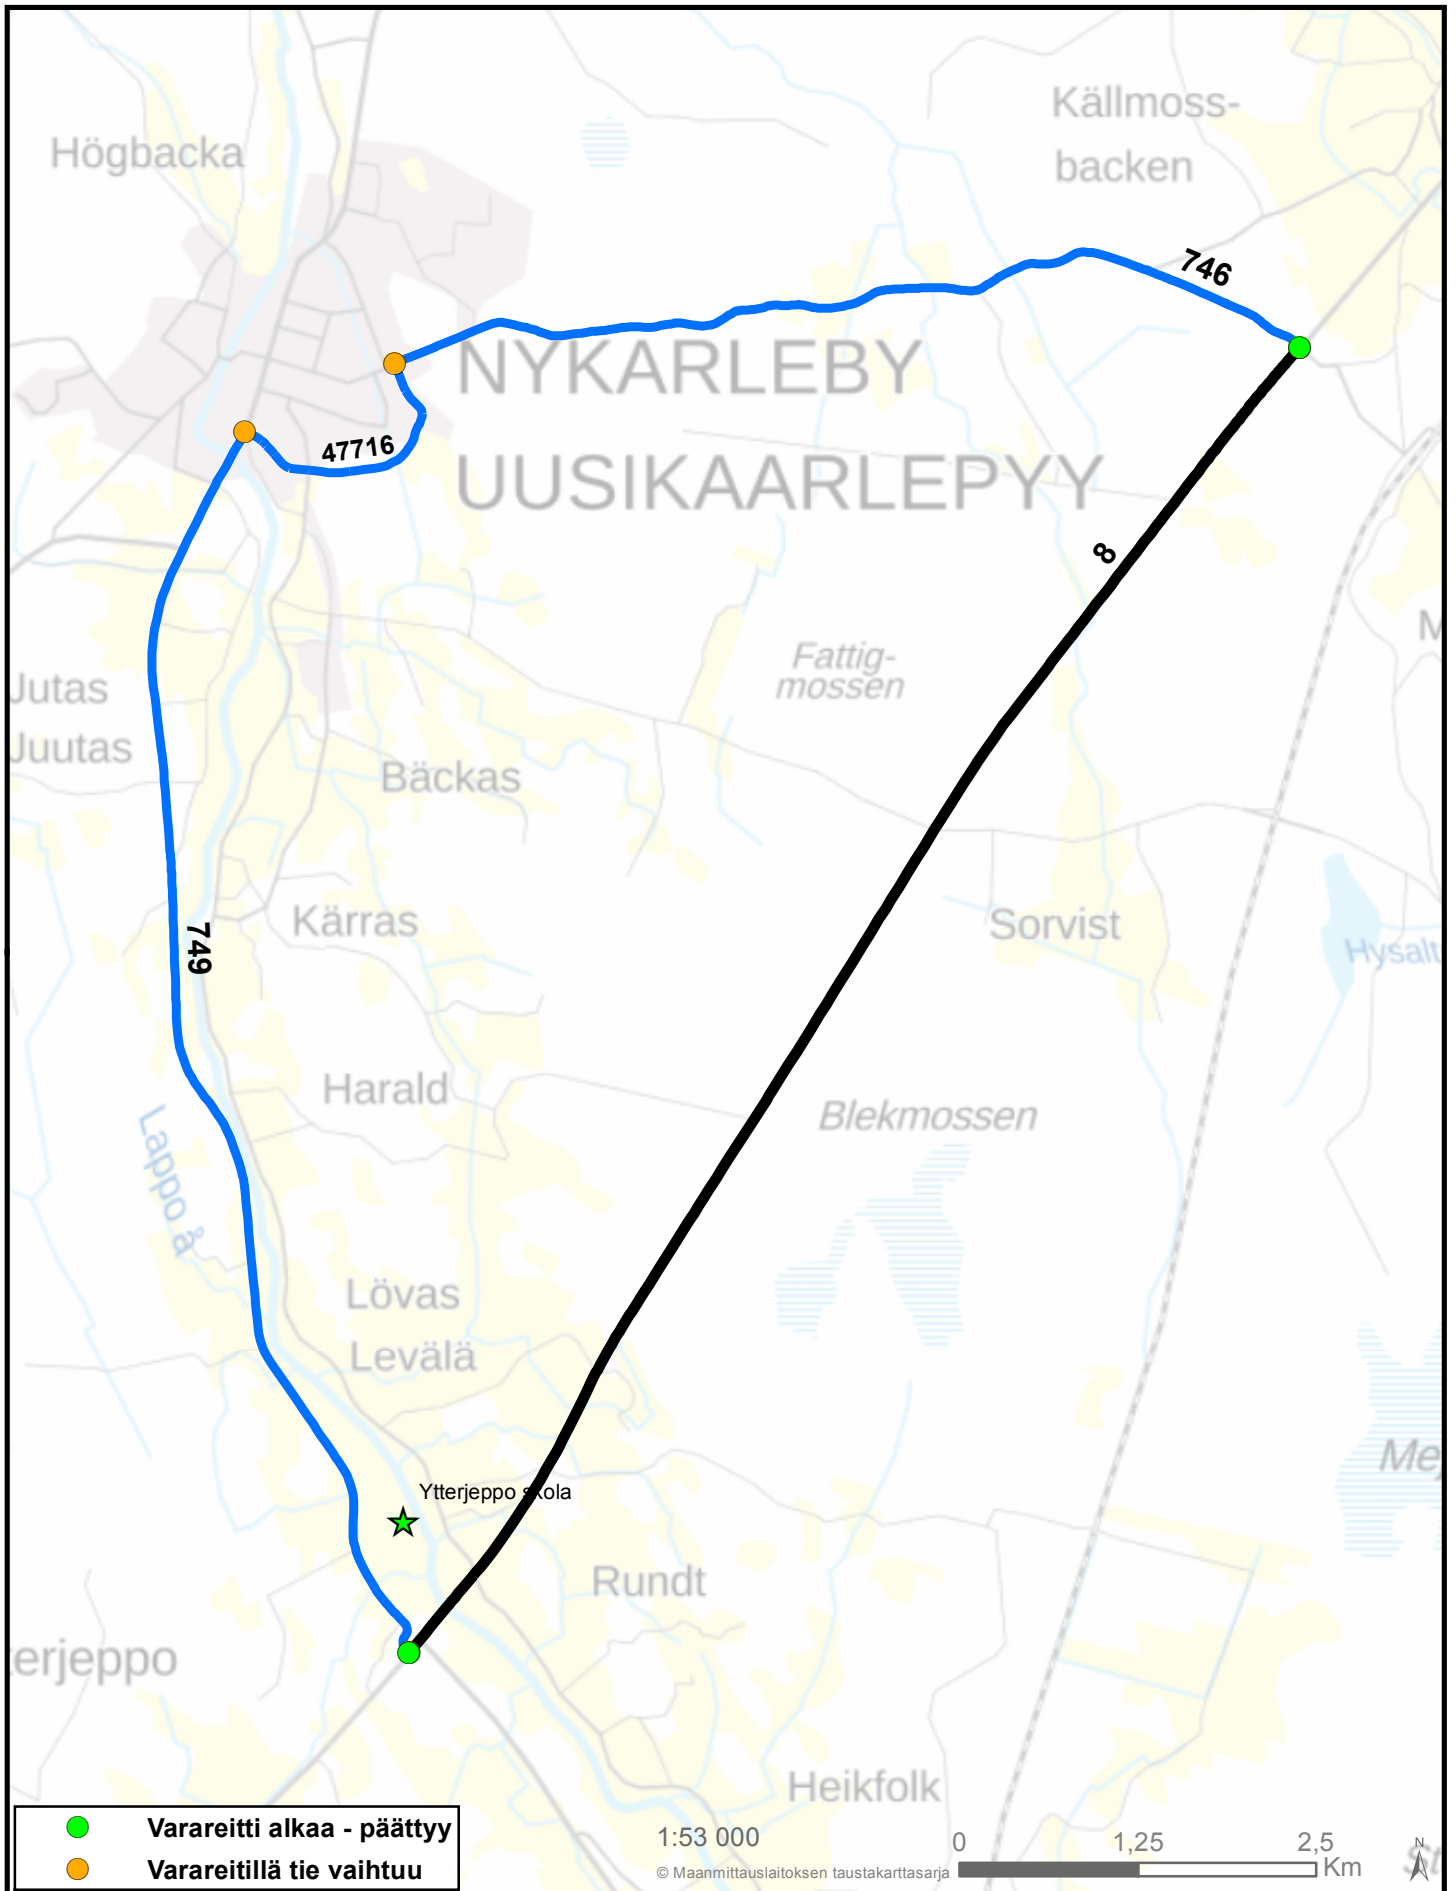 Källmoss-
backen
Högbacka
746
NYKARLEBY
47716
UUSIKAARLEPYY
8
Fattig-
mossen
Jutas
Juutas
Bäckas
Kärras
749
Sorvist
Hysalt
Harald
Blekmossen
Lappo å
Lövas
Levälä
Ytterjeppo skola
Rundt
terjeppo
Heikfolk
Varareitti alkaa - päättyy
Varareitillä tie vaihtuu
1:53 000
© Maanmittauslaitoksen taustakarttasarja
0 1,25 2,5
Km
N